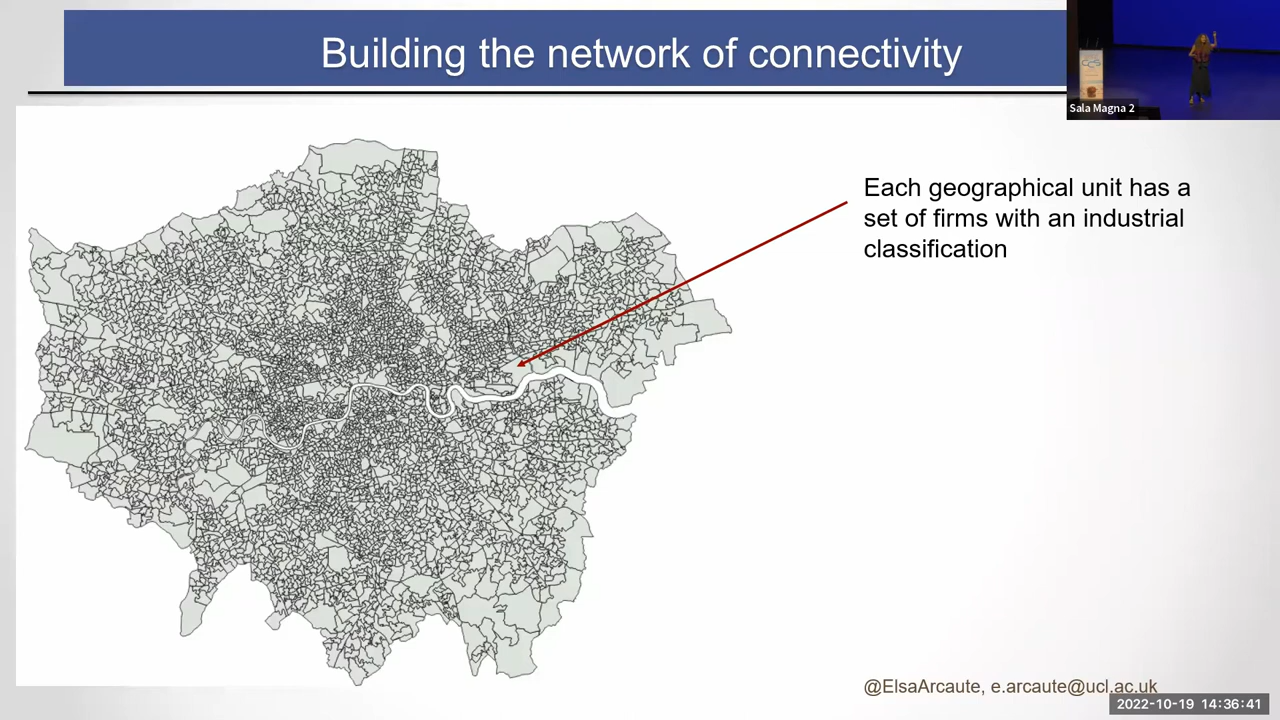 Building the network of connectivity
CCS
Sala Magna 2
Each geographical unit has a
set of firms with an industrial
classification
@ElsaArcaute, e.arcaute@ucl.ac.uk
2022-10-19 14:36:41